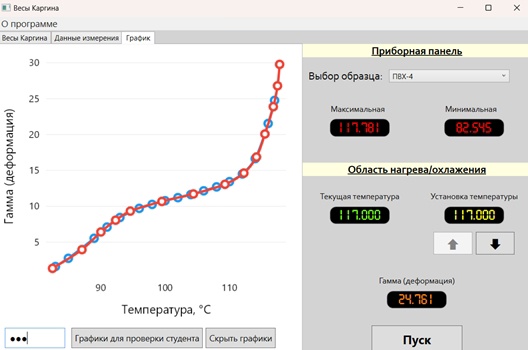 Весы Каргина
О программе
Весы Каргина Данные измерения График
Приборная панель
Выбор образца: ПВХ-4
Максимальная Минимальная
117.781 82.545
Область нагрева/охлажения
Текущая температура Установка температуры
117.000 117.000
Гамма (деформация)
24.761
Пуск
Гамма (деформация)
30
25
20
15
10
5
90 100 110
Температура, °C
●●●
Графики для проверки студента Скрыть графики